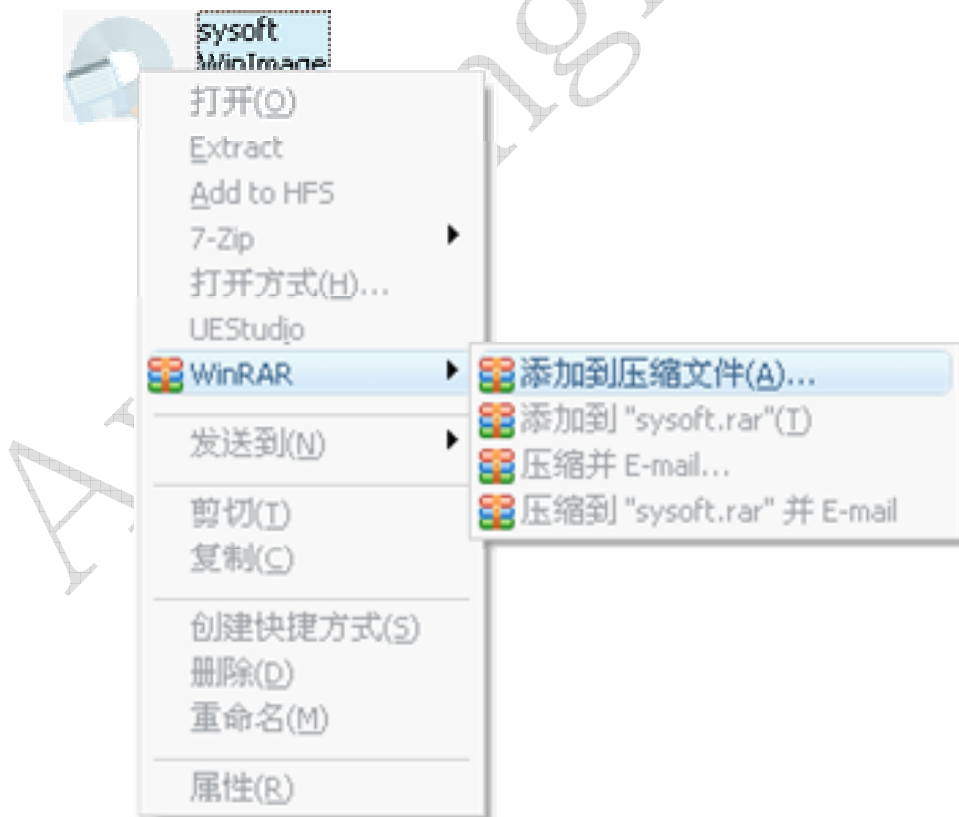 sysoft
WinImage
打开(O)
Extract
Add to HFS
7-Zip
打开方式(H)...
UEStudio
WinRAR
添加到压缩文件(A)...
添加到 "sysoft.rar"(T)
压缩并 E-mail...
压缩到 "sysoft.rar" 并 E-mail
发送到(N)
剪切(T)
复制(C)
创建快捷方式(S)
删除(D)
重命名(M)
属性(R)